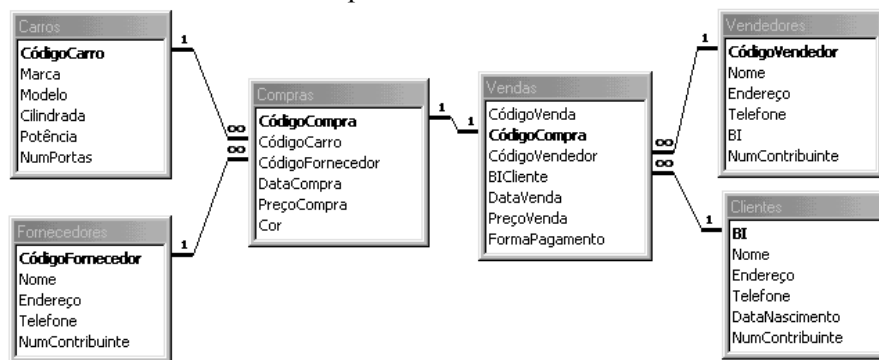 Carros
CódigoCarro
Marca
Modelo
Cilindrada
Potência
NumPortas
1
∞
Fornecedores
CódigoFornecedor
Nome
Endereço
Telefone
NumContribuinte
1
∞
Compras
CódigoCompra
CódigoCarro
CódigoFornecedor
DataCompra
PreçoCompra
Cor
1
1
Vendas
CódigoVenda
CódigoCompra
CódigoVendedor
BICliente
DataVenda
PreçoVenda
FormaPagamento
∞
1
Vendedores
CódigoVendedor
Nome
Endereço
Telefone
BI
NumContribuinte
∞
1
Clientes
BI
Nome
Endereço
Telefone
DataNascimento
NumContribuinte